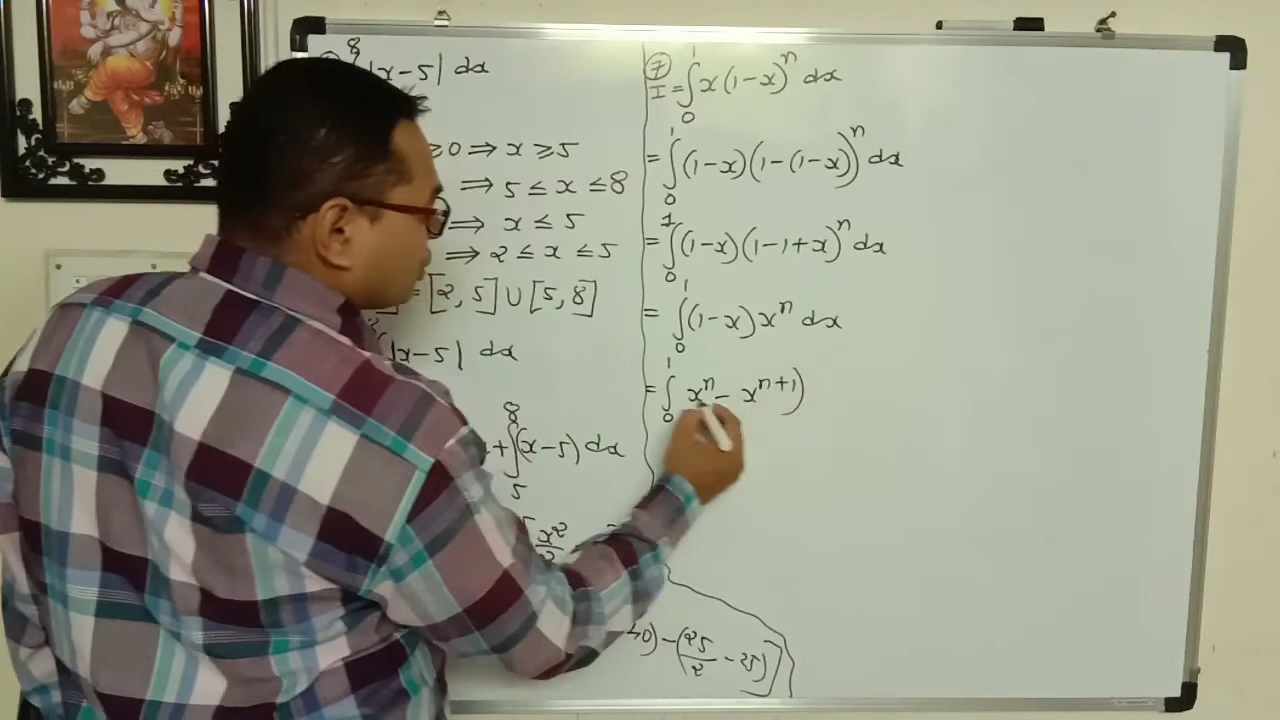 8
|x-5| dx
≥0 ⇒ x ≥ 5
⇒ 5 ≤ x ≤ 8
⇒ x ≤ 5
⇒ 2 ≤ x ≤ 5
= [2, 5] ∪ [5, 8]
|x-5| dx
+ ∫₅⁸ (x-5) dx
x²/2
40) - (25/2 - 25)]
⑦ I = ∫₀¹ x(1-x)ⁿ dx
= ∫₀¹ (1-x)(1-(1-x))ⁿ dx
= ∫₀¹ (1-x)(1-1+x)ⁿ dx
= ∫₀¹ (1-x)xⁿ dx
= ∫₀¹ xⁿ - xⁿ⁺¹)